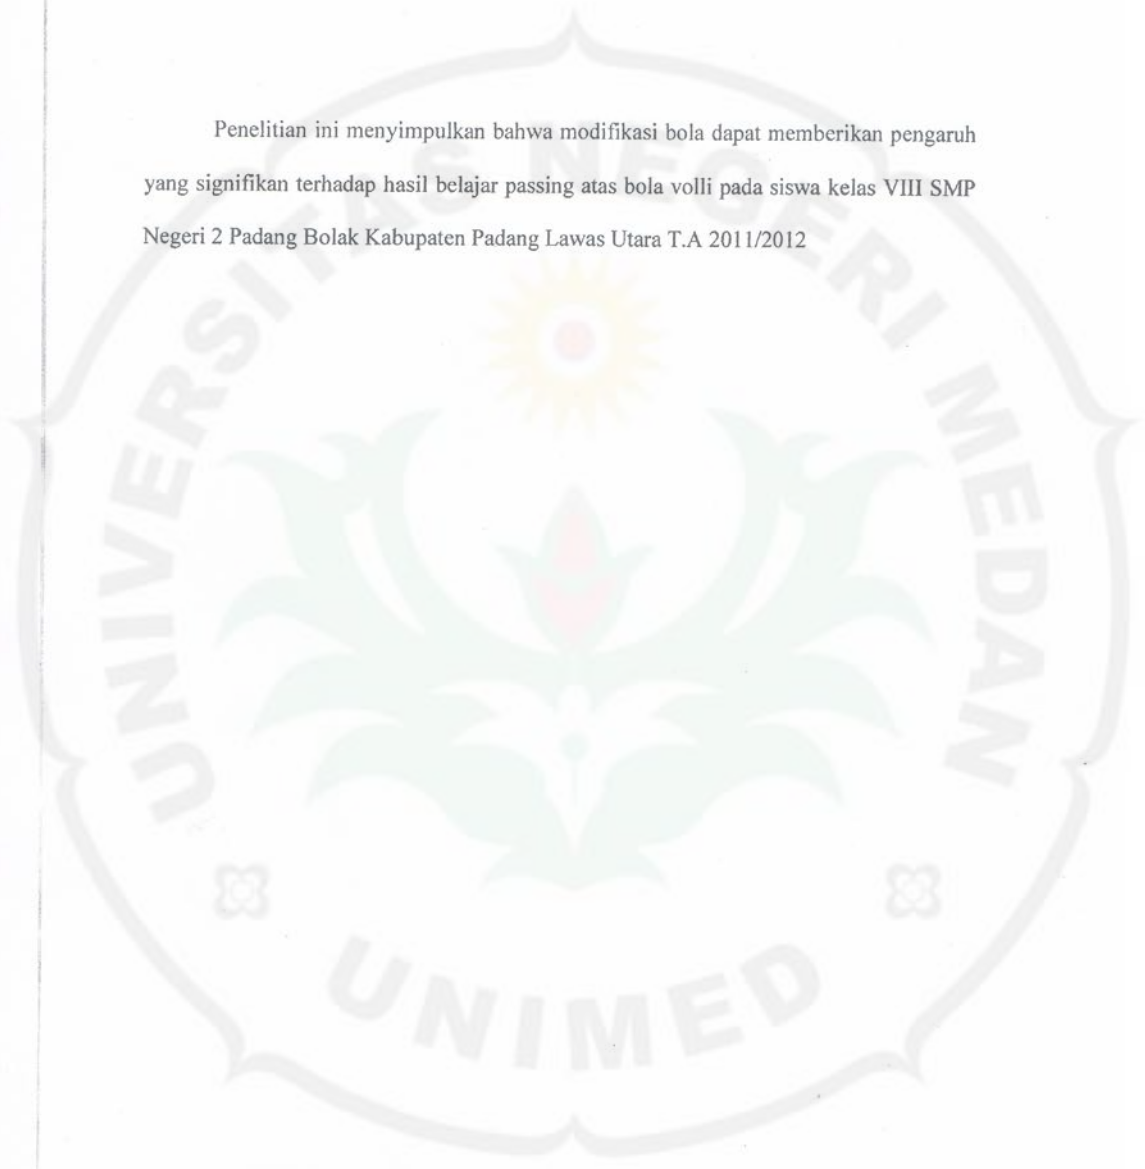 Penelitian ini menyimpulkan bahwa modifikasi bola dapat memberikan pengaruh
yang signifikan terhadap hasil belajar passing atas bola volli pada siswa kelas VIII SMP
Negeri 2 Padang Bolak Kabupaten Padang Lawas Utara T.A 2011/2012
UNIVERSITAS NEGERI MEDAN
UNIMED